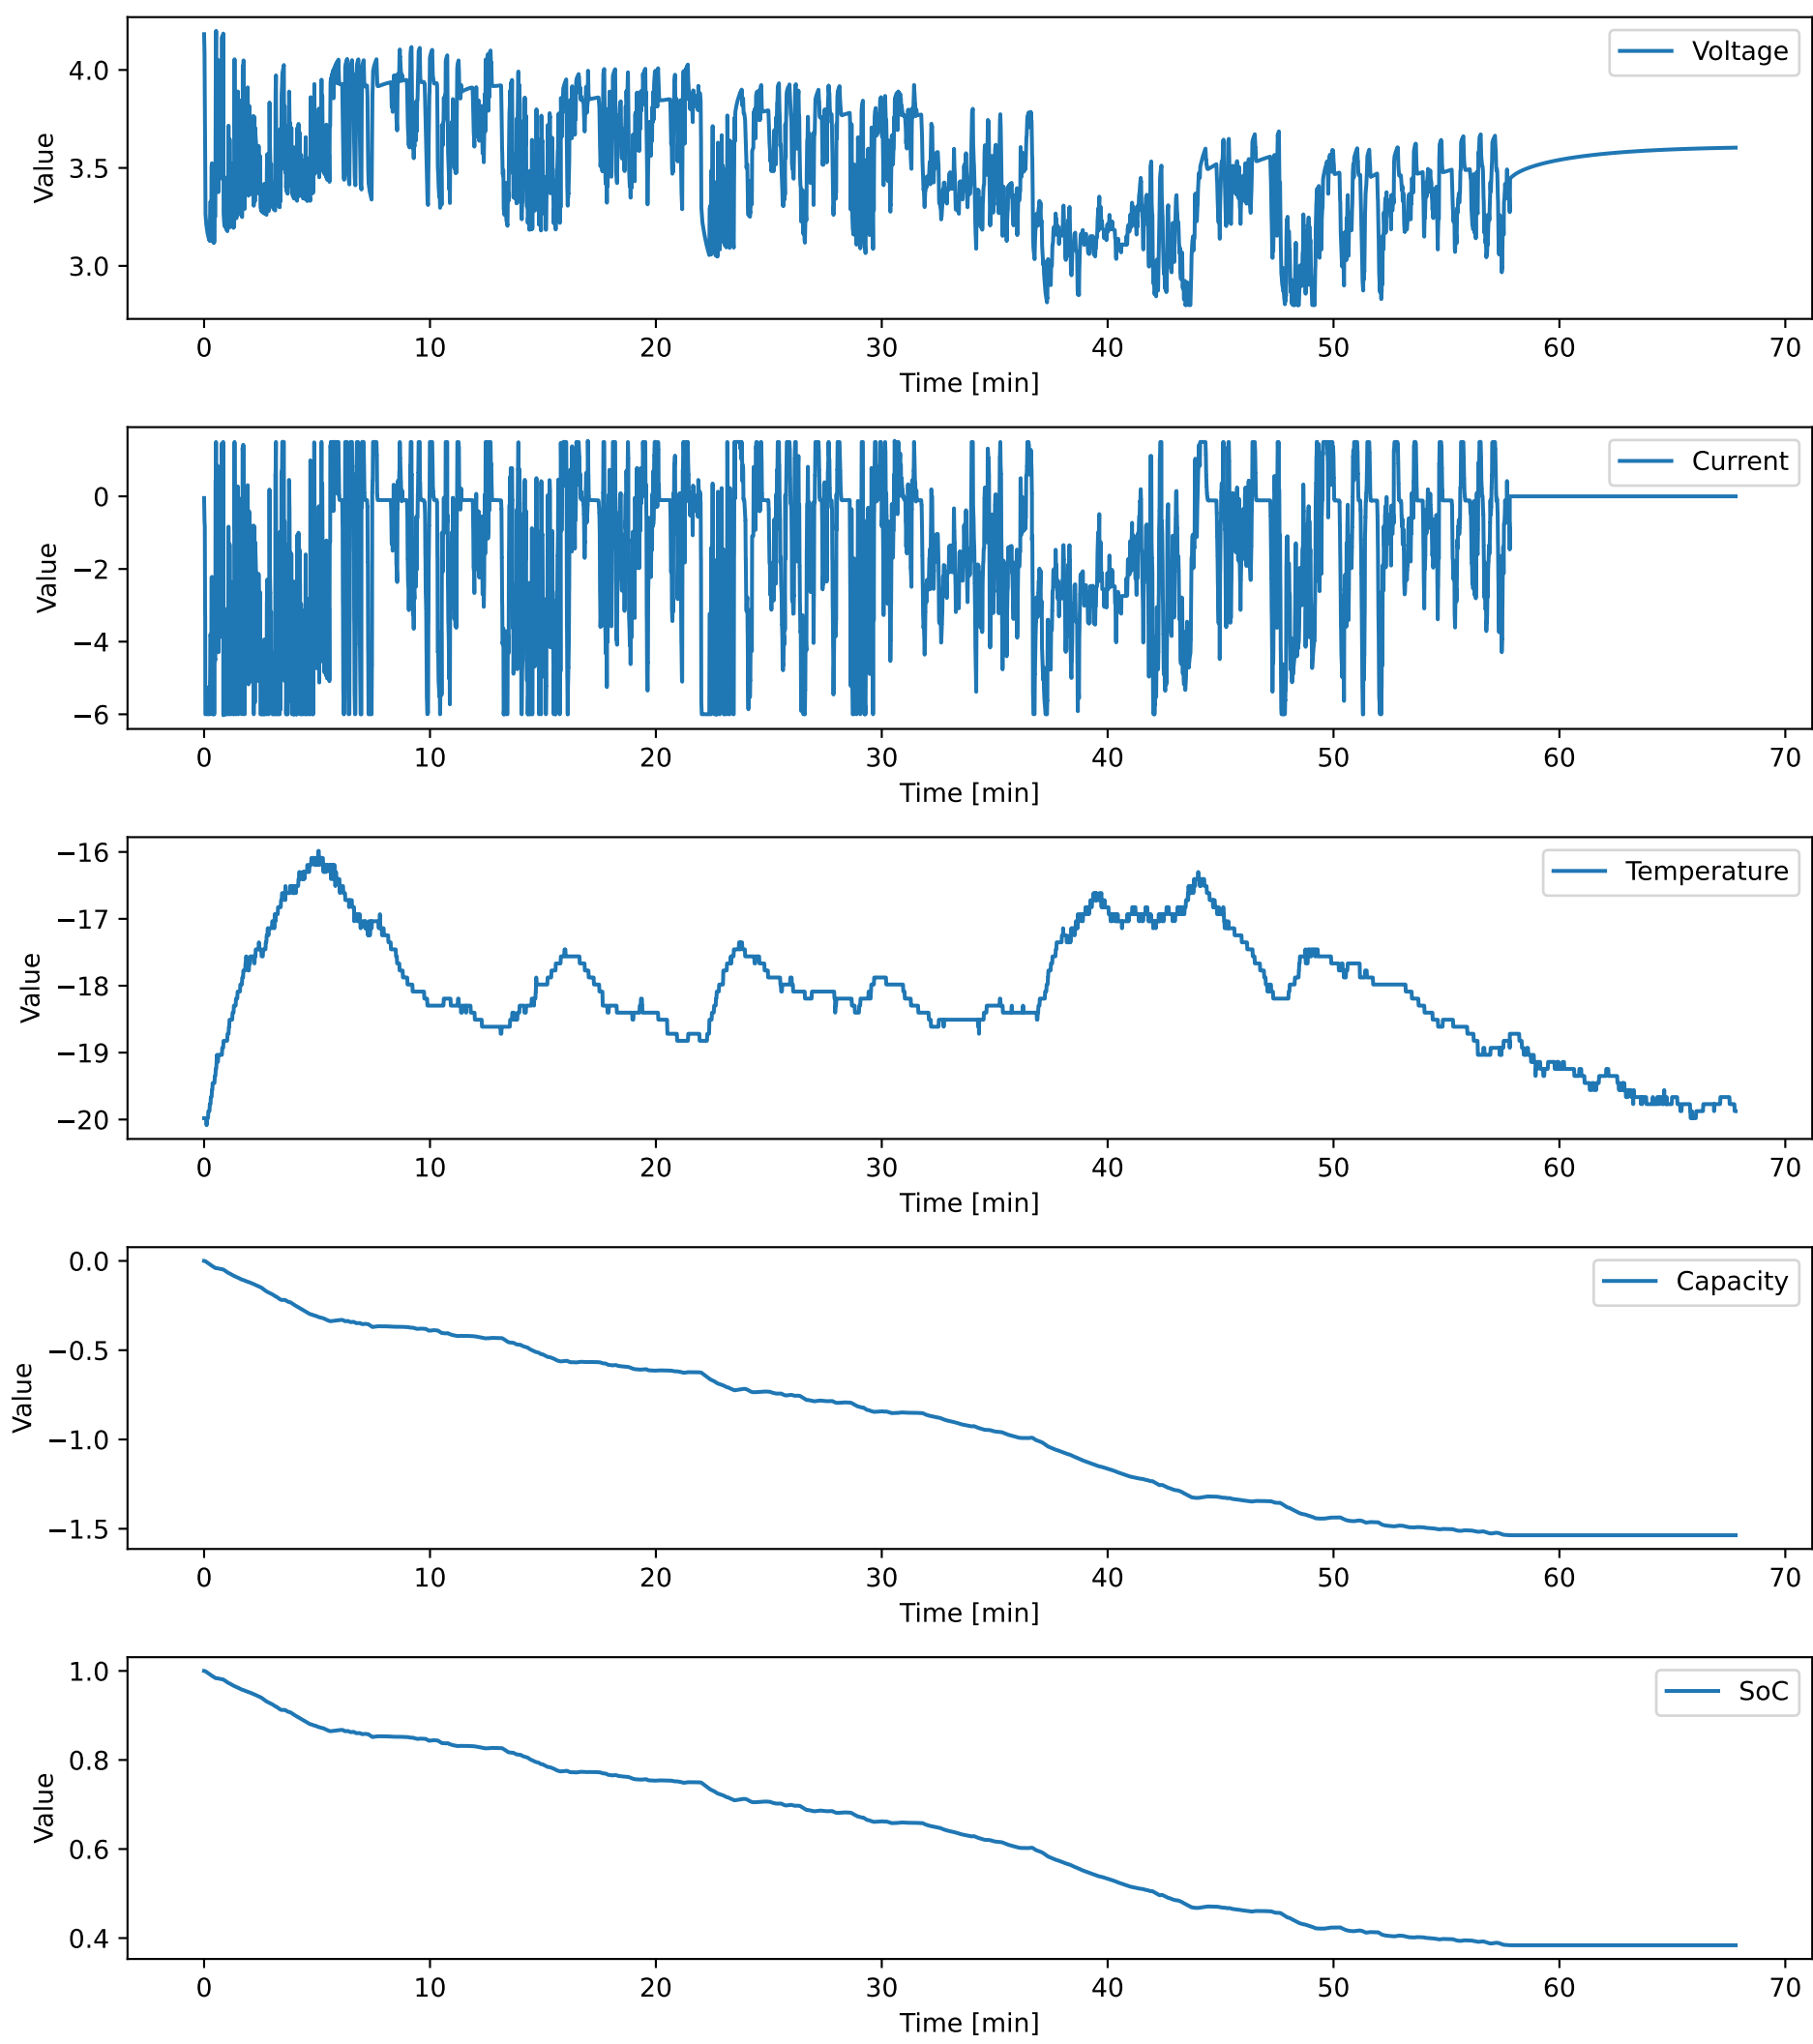 Voltage
4.0
3.5
3.0
Value
0 10 20 30 40 50 60 70
Time [min]
Current
0
−2
−4
−6
Value
0 10 20 30 40 50 60 70
Time [min]
Temperature
−16
−17
−18
−19
−20
Value
0 10 20 30 40 50 60 70
Time [min]
Capacity
0.0
−0.5
−1.0
−1.5
Value
0 10 20 30 40 50 60 70
Time [min]
SoC
1.0
0.8
0.6
0.4
Value
0 10 20 30 40 50 60 70
Time [min]